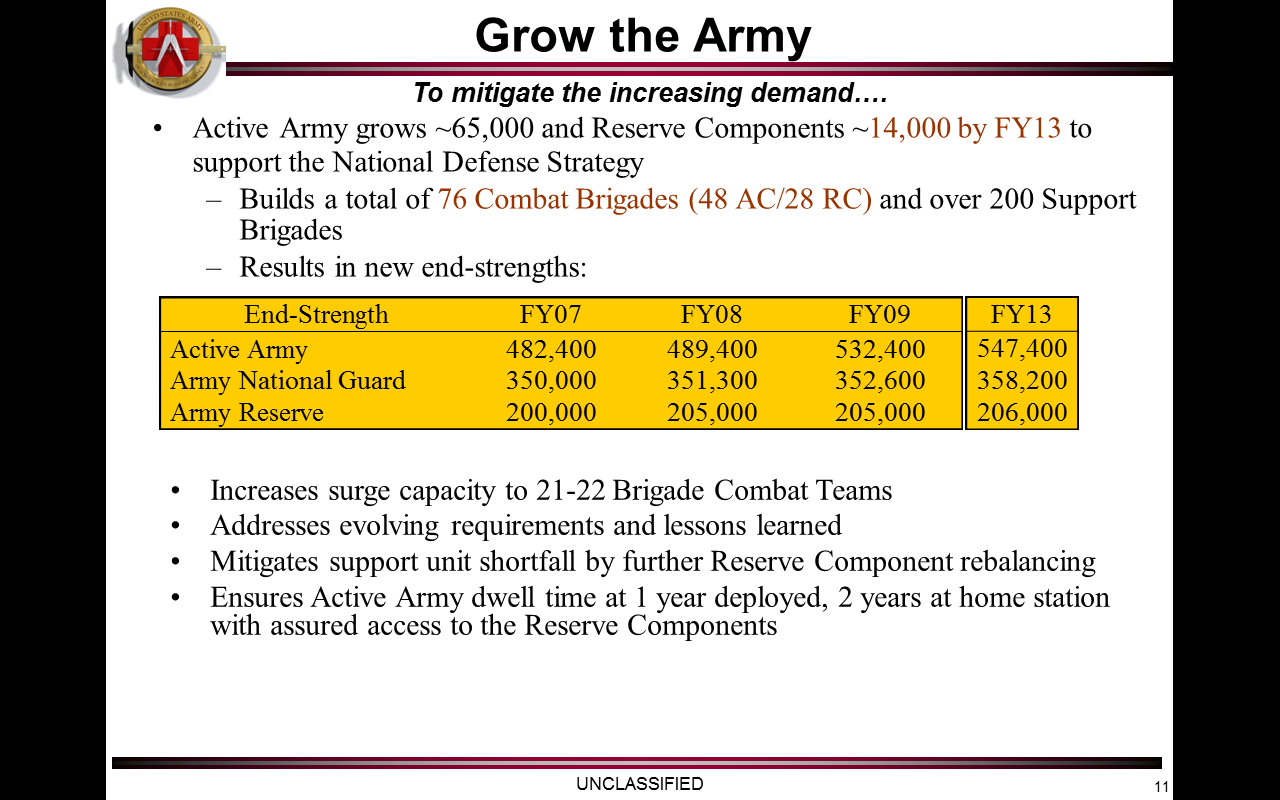 UNITED STATES ARMY
Grow the Army
To mitigate the increasing demand….
• Active Army grows ~65,000 and Reserve Components ~14,000 by FY13 to
support the National Defense Strategy
– Builds a total of 76 Combat Brigades (48 AC/28 RC) and over 200 Support
Brigades
– Results in new end-strengths:
End-Strength FY07 FY08 FY09 FY13
Active Army 482,400 489,400 532,400 547,400
Army National Guard 350,000 351,300 352,600 358,200
Army Reserve 200,000 205,000 205,000 206,000
• Increases surge capacity to 21-22 Brigade Combat Teams
• Addresses evolving requirements and lessons learned
• Mitigates support unit shortfall by further Reserve Component rebalancing
• Ensures Active Army dwell time at 1 year deployed, 2 years at home station
with assured access to the Reserve Components
UNCLASSIFIED
11